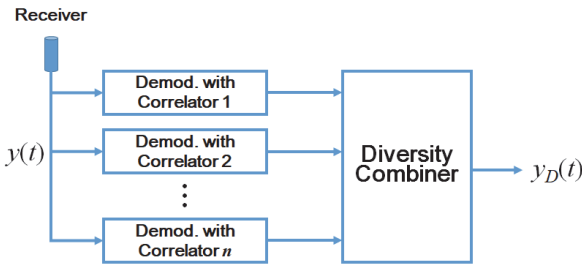 Receiver
Demod. with
Correlator 1
y(t)
Demod. with
Correlator 2
Diversity
Combiner
y_D(t)
Demod. with
Correlator n